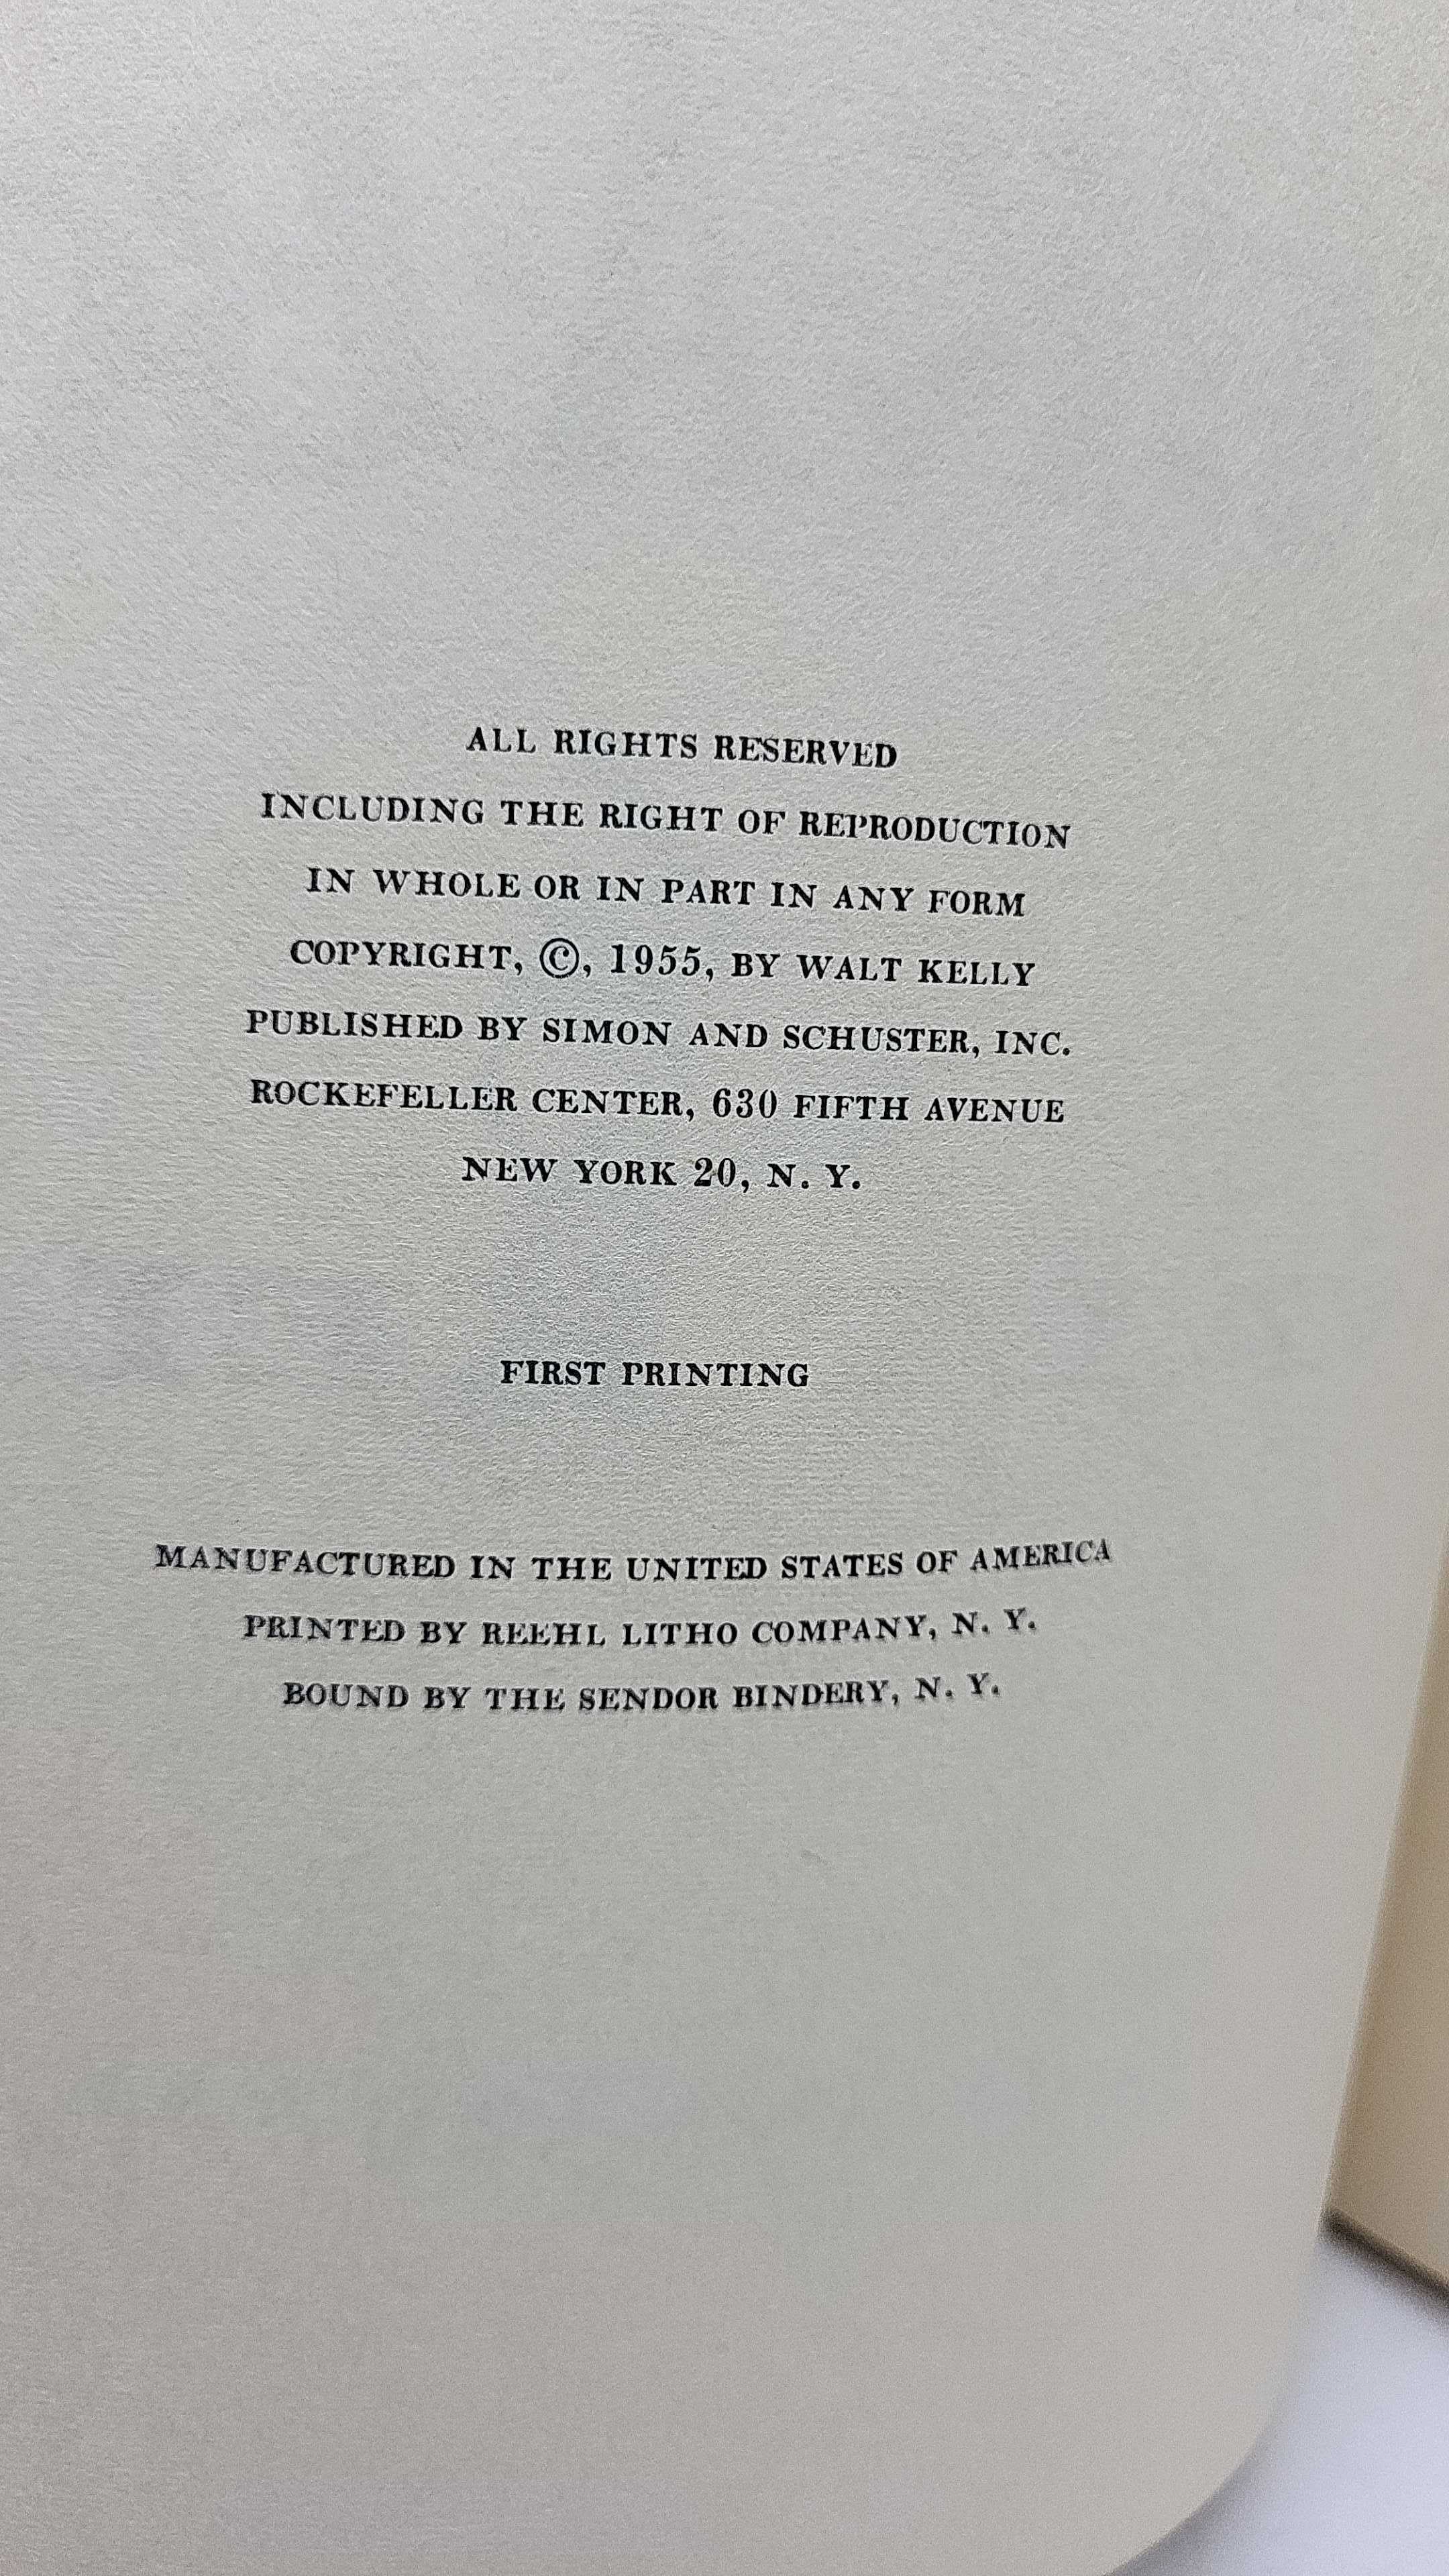 ALL RIGHTS RESERVED
INCLUDING THE RIGHT OF REPRODUCTION
IN WHOLE OR IN PART IN ANY FORM
COPYRIGHT, ©, 1955, BY WALT KELLY
PUBLISHED BY SIMON AND SCHUSTER, INC.
ROCKEFELLER CENTER, 630 FIFTH AVENUE
NEW YORK 20, N. Y.
FIRST PRINTING
MANUFACTURED IN THE UNITED STATES OF AMERICA
PRINTED BY REEHL LITHO COMPANY, N. Y.
BOUND BY THE SENDOR BINDERY, N. Y.